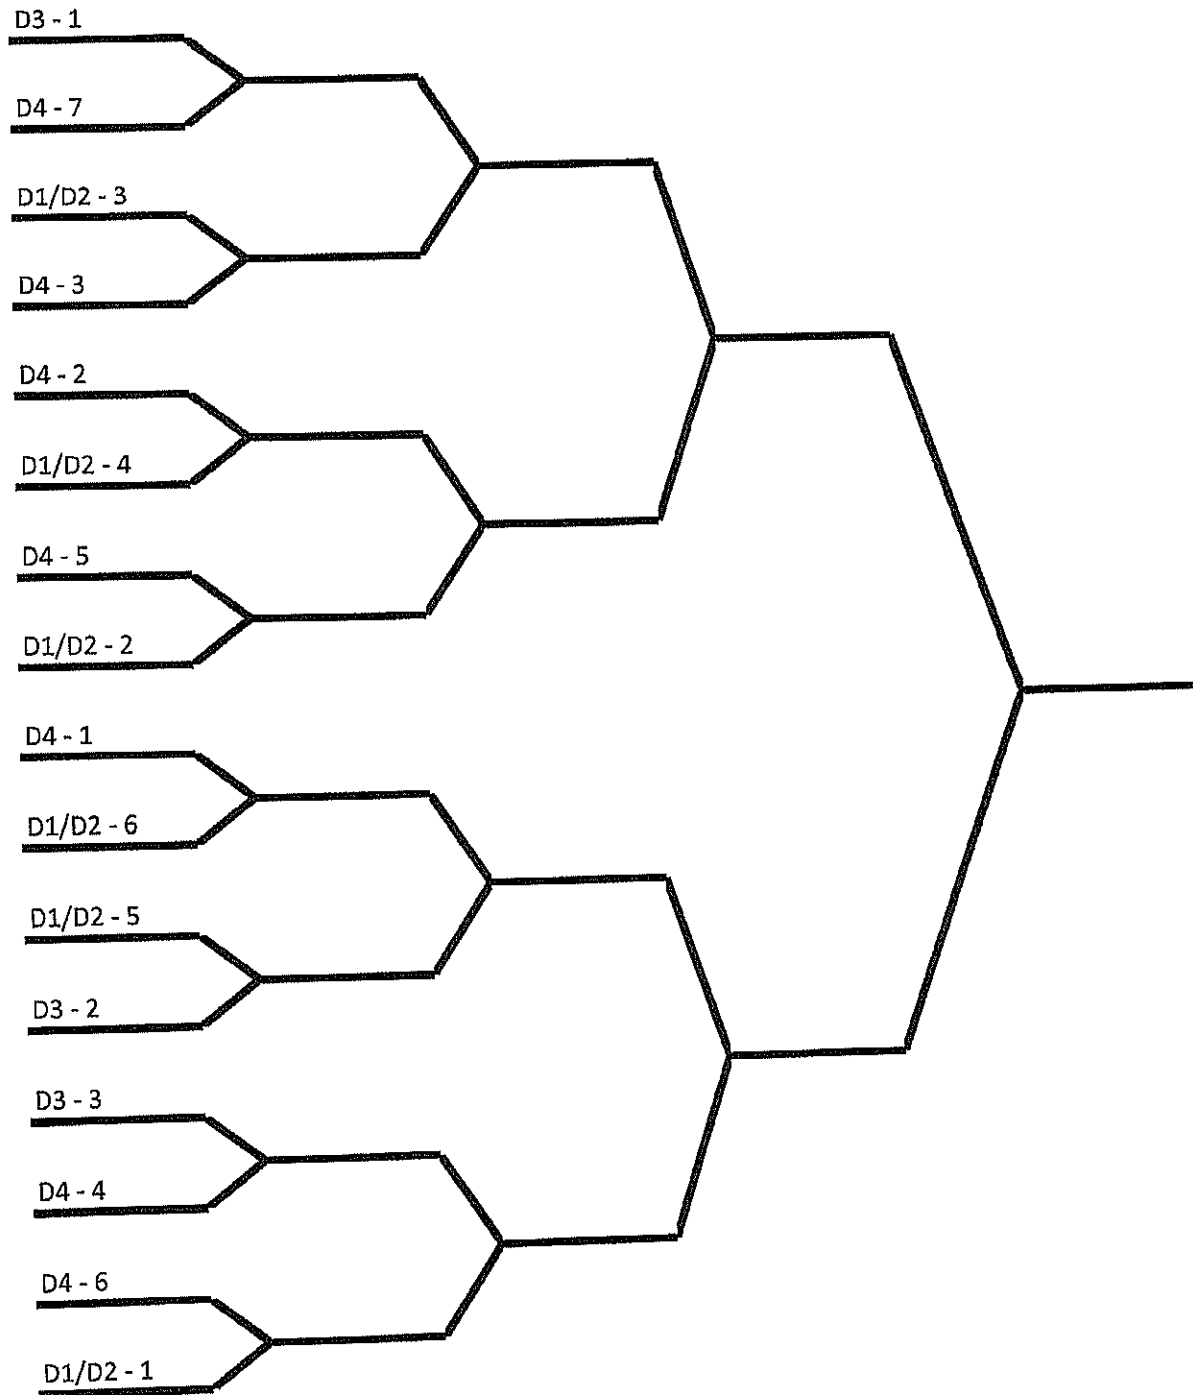 D3 - 1
D4 - 7
D1/D2 - 3
D4 - 3
D4 - 2
D1/D2 - 4
D4 - 5
D1/D2 - 2
D4 - 1
D1/D2 - 6
D1/D2 - 5
D3 - 2
D3 - 3
D4 - 4
D4 - 6
D1/D2 - 1